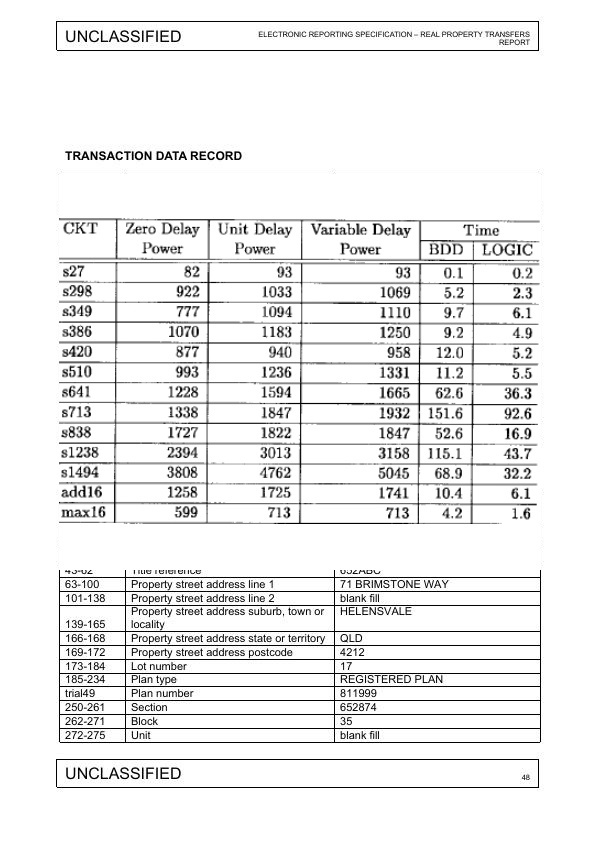 UNCLASSIFIED
ELECTRONIC REPORTING SPECIFICATION – REAL PROPERTY TRANSFERS
REPORT
TRANSACTION DATA RECORD
CKT Zero Delay Unit Delay Variable Delay Time
Power Power Power BDD LOGIC
s27 82 93 93 0.1 0.2
s298 922 1033 1069 5.2 2.3
s349 777 1094 1110 9.7 6.1
s386 1070 1183 1250 9.2 4.9
s420 877 940 958 12.0 5.2
s510 993 1236 1331 11.2 5.5
s641 1228 1594 1665 62.6 36.3
s713 1338 1847 1932 151.6 92.6
s838 1727 1822 1847 52.6 16.9
s1238 2394 3013 3158 115.1 43.7
s1494 3808 4762 5045 68.9 32.2
add16 1258 1725 1741 10.4 6.1
max16 599 713 713 4.2 1.6
43-62 Title reference 652ABC
63-100 Property street address line 1 71 BRIMSTONE WAY
101-138 Property street address line 2 blank fill
Property street address suburb, town or HELENSVALE
139-165 locality
166-168 Property street address state or territory QLD
169-172 Property street address postcode 4212
173-184 Lot number 17
185-234 Plan type REGISTERED PLAN
trial49 Plan number 811999
250-261 Section 652874
262-271 Block 35
272-275 Unit blank fill
UNCLASSIFIED
48